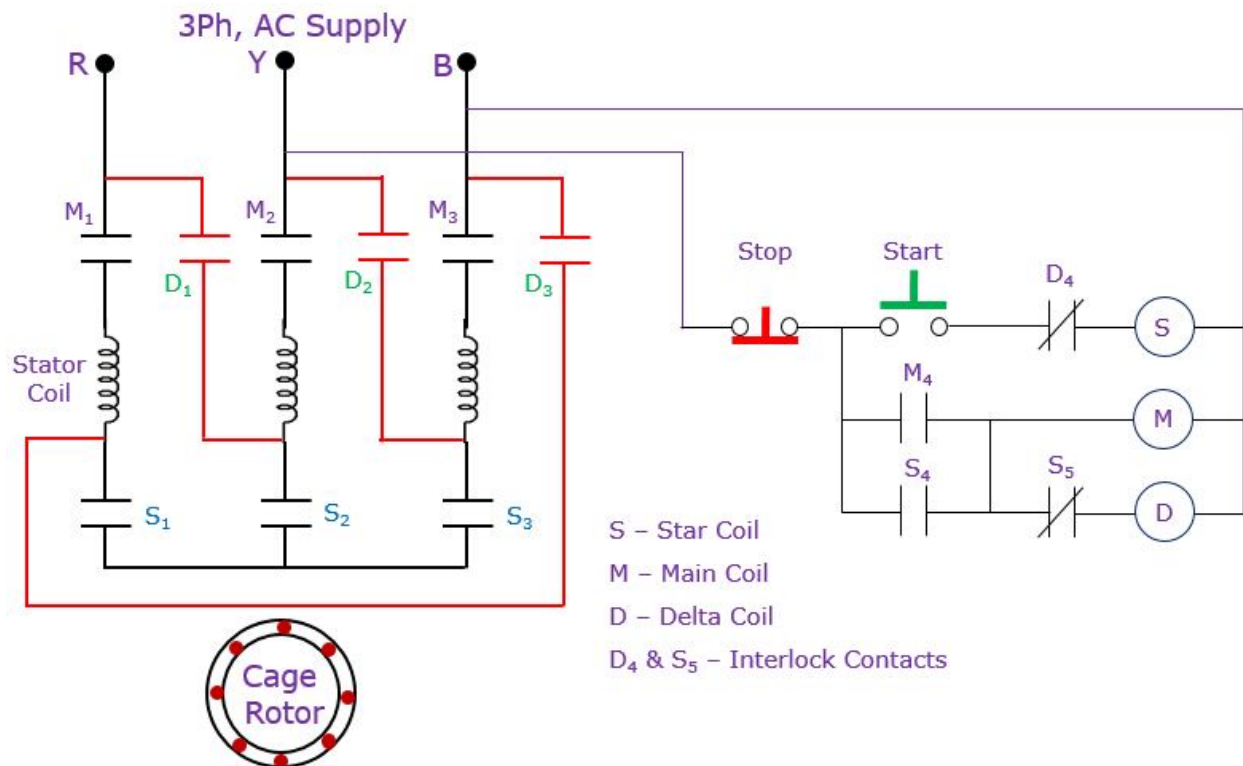 3Ph, AC Supply
R
Y
B
M₁
M₂
M₃
D₁
D₂
D₃
Stator
Coil
S₁
S₂
S₃
Cage
Rotor
Stop
Start
D₄
S
M₄
M
S₄
S₅
D
S – Star Coil
M – Main Coil
D – Delta Coil
D₄ & S₅ – Interlock Contacts